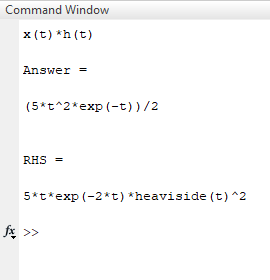 Command Window
x(t)*h(t)
Answer =
(5*t^2*exp(-t))/2
RHS =
5*t*exp(-2*t)*heaviside(t)^2
fx >>